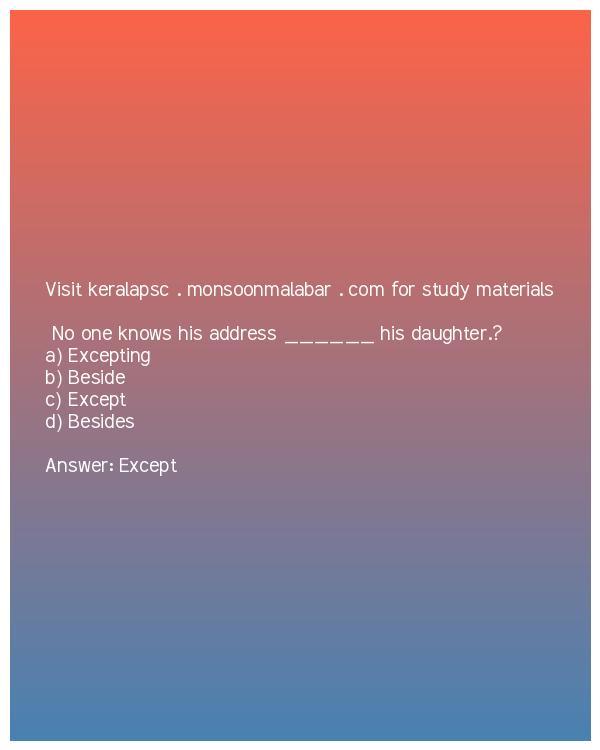 Visit keralapsc . monsoonmalabar . com for study materials
No one knows his address ______ his daughter.?
a) Excepting
b) Beside
c) Except
d) Besides
Answer: Except